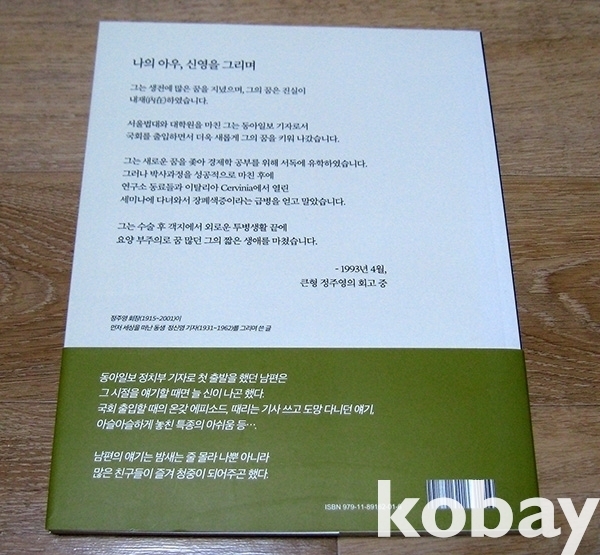 나의 아우, 신영을 그리며
그는 생전에 많은 꿈을 지녔으며, 그의 꿈은 진실이
내재(內在)하였습니다.
서울법대와 대학원을 마친 그는 동아일보 기자로서
국회를 출입하면서 더욱 새롭게 그의 꿈을 키워 나갔습니다.
그는 새로운 꿈을 좇아 경제학 공부를 위해 서독에 유학하였습니다.
그러나 박사과정을 성공적으로 마친 후에
연구소 동료들과 이탈리아 Cervinia에서 열린
세미나에 다녀와서 장폐색증이라는 급병을 얻고 말았습니다.
그는 수술 후 객지에서 외로운 투병생활 끝에
요양 부주의로 꿈 많던 그의 짧은 생애를 마쳤습니다.
- 1993년 4월,
큰형 정주영의 회고 중
정주영 회장(1915~2001)이
먼저 세상을 떠난 동생 정신영 기자(1931~1962)를 그리며 쓴 글
동아일보 정치부 기자로 첫 출발을 했던 남편은
그 시절을 얘기할 때면 늘 신이 나곤 했다.
국회 출입할 때의 온갖 에피소드, 때리는 기사 쓰고 도망 다니던 얘기,
아슬아슬하게 놓친 특종의 아쉬움 등…
남편의 얘기는 밤새는 줄 몰라 나뿐 아니라
많은 친구들이 즐겨 청중이 되어주곤 했다.
ISBN
kobay